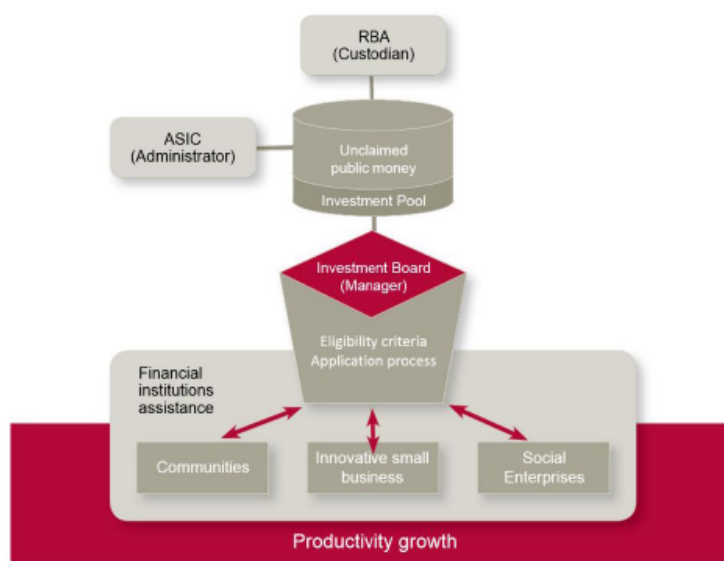 RBA
(Custodian)
ASIC
(Administrator)
Unclaimed
public money
Investment Pool
Investment Board
(Manager)
Eligibility criteria
Application process
Financial
institutions
assistance
Communities
Innovative small
business
Social
Enterprises
Productivity growth